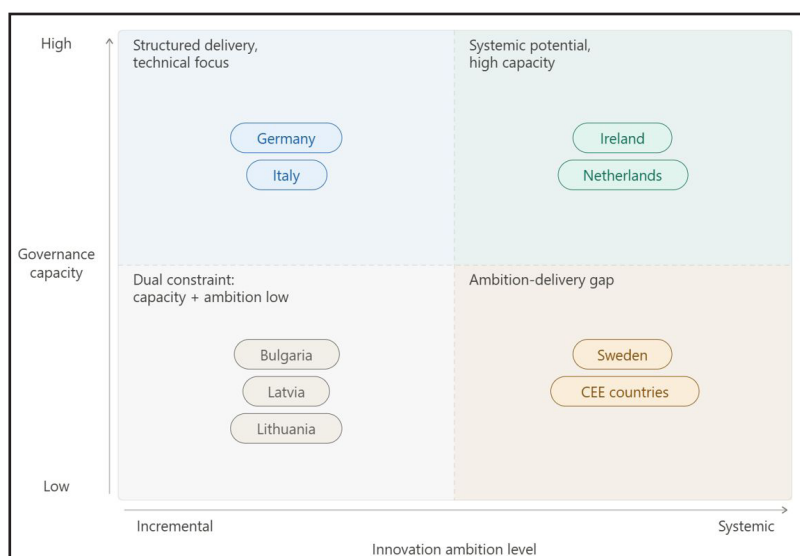 High
Structured delivery,
technical focus
Systemic potential,
high capacity
Germany
Ireland
Italy
Netherlands
Governance
capacity
Dual constraint:
capacity + ambition low
Ambition-delivery gap
Bulgaria
Sweden
Latvia
CEE countries
Lithuania
Low
Incremental
Systemic
Innovation ambition level